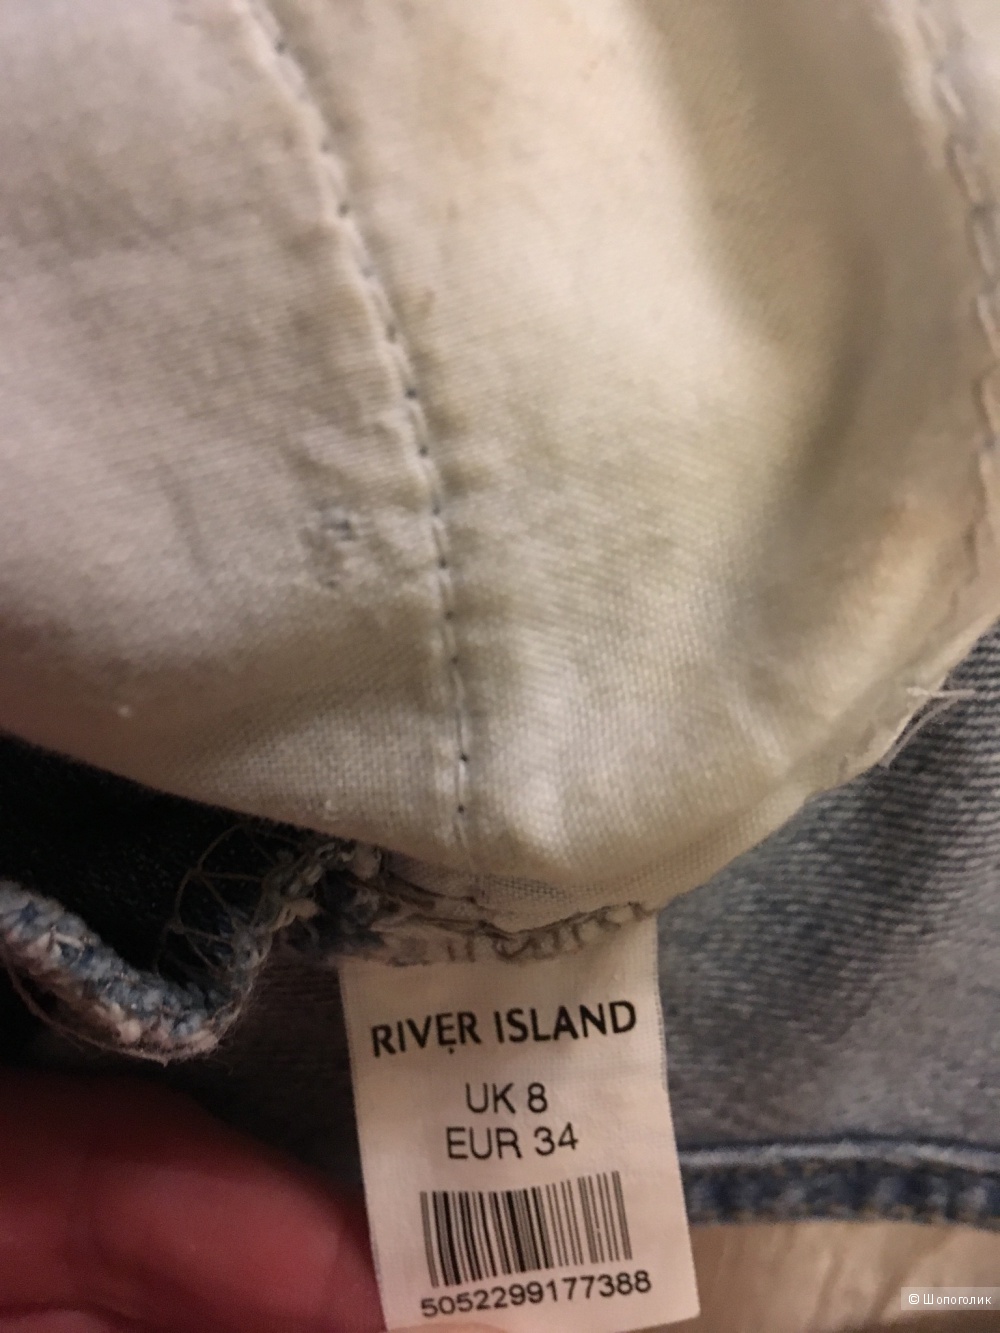 RIVER ISLAND
UK 8
EUR 34
5052299177388
© Шопоголик